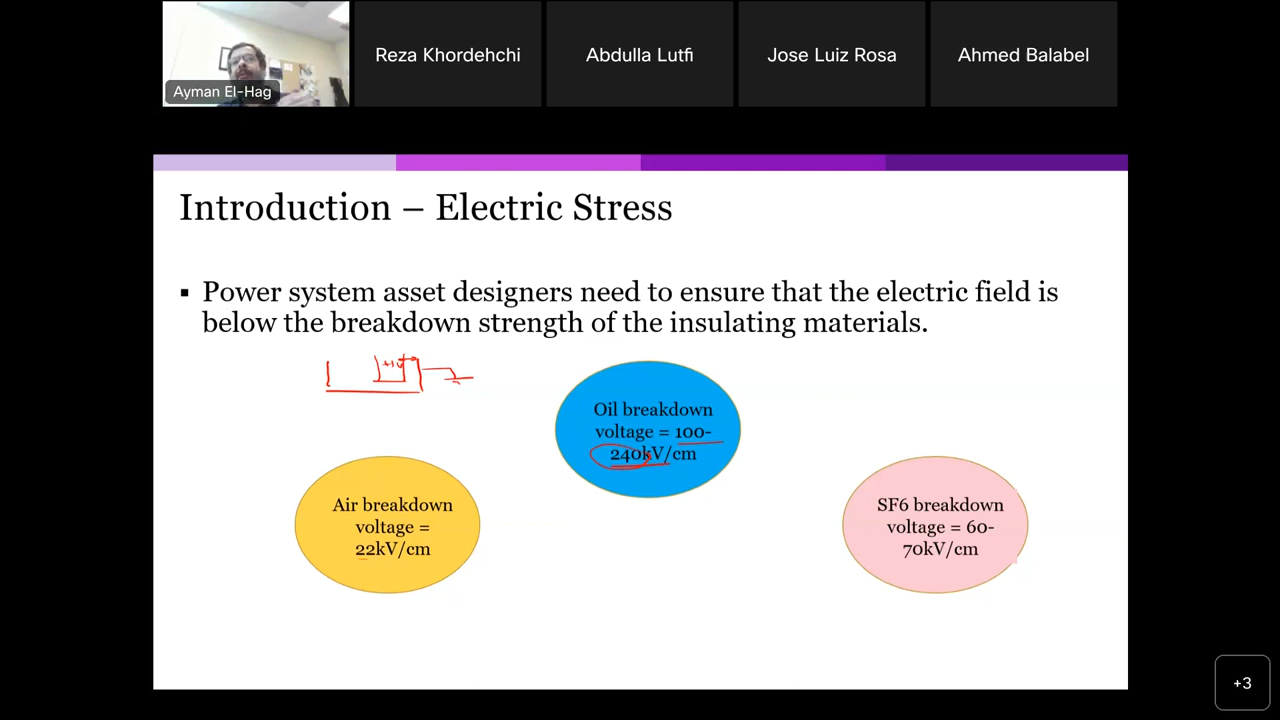 Ayman El-Hag
Reza Khordehchi
Abdulla Lutfi
Jose Luiz Rosa
Ahmed Balabel
Introduction – Electric Stress
▪ Power system asset designers need to ensure that the electric field is
below the breakdown strength of the insulating materials.
Oil breakdown
voltage = 100-
240kV/cm
Air breakdown
voltage =
22kV/cm
SF6 breakdown
voltage = 60-
70kV/cm
+3